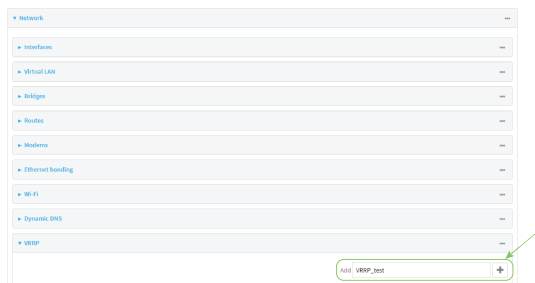 Network
Interfaces
Virtual LAN
Bridges
Routes
Modems
Ethernet bonding
Wi-Fi
Dynamic DNS
VRRP
Add VRRP_test